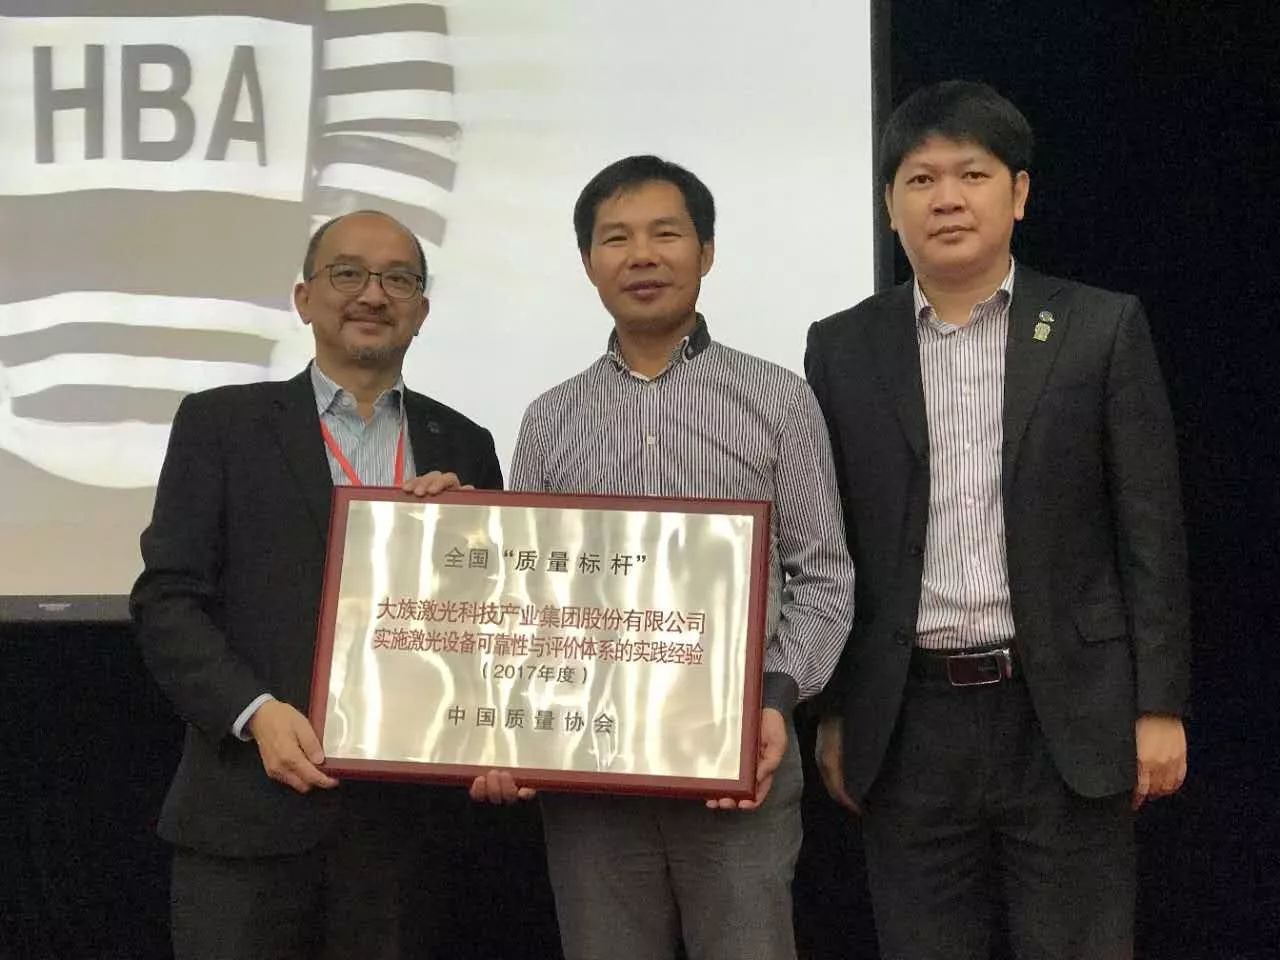 HBA
全国“质量标杆”
大族激光科技产业集团股份有限公司
实施激光设备可靠性与评价体系的实践经验
（2017年度）
中国质量协会